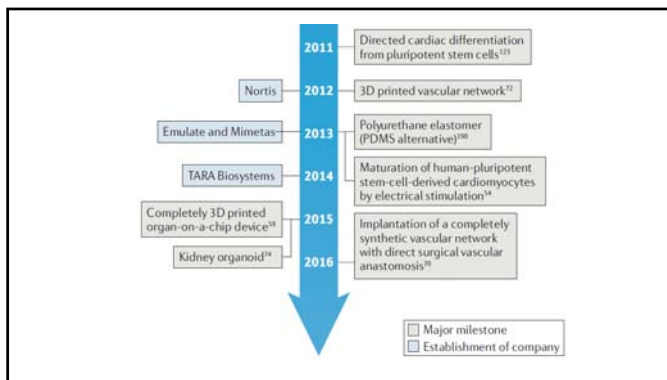 2011
Directed cardiac differentiation
from pluripotent stem cells¹²³
Nortis
2012
3D printed vascular network⁷²
Emulate and Mimetas
2013
Polyurethane elastomer
(PDMS alternative)¹⁹⁰
TARA Biosystems
2014
Maturation of human-pluripotent
stem-cell-derived cardiomyocytes
by electrical stimulation⁵⁴
Completely 3D printed
organ-on-a-chip device⁵⁸
2015
Kidney organoid⁷⁴
2016
Implantation of a completely
synthetic vascular network
with direct surgical vascular
anastomosis⁷⁰
Major milestone
Establishment of company